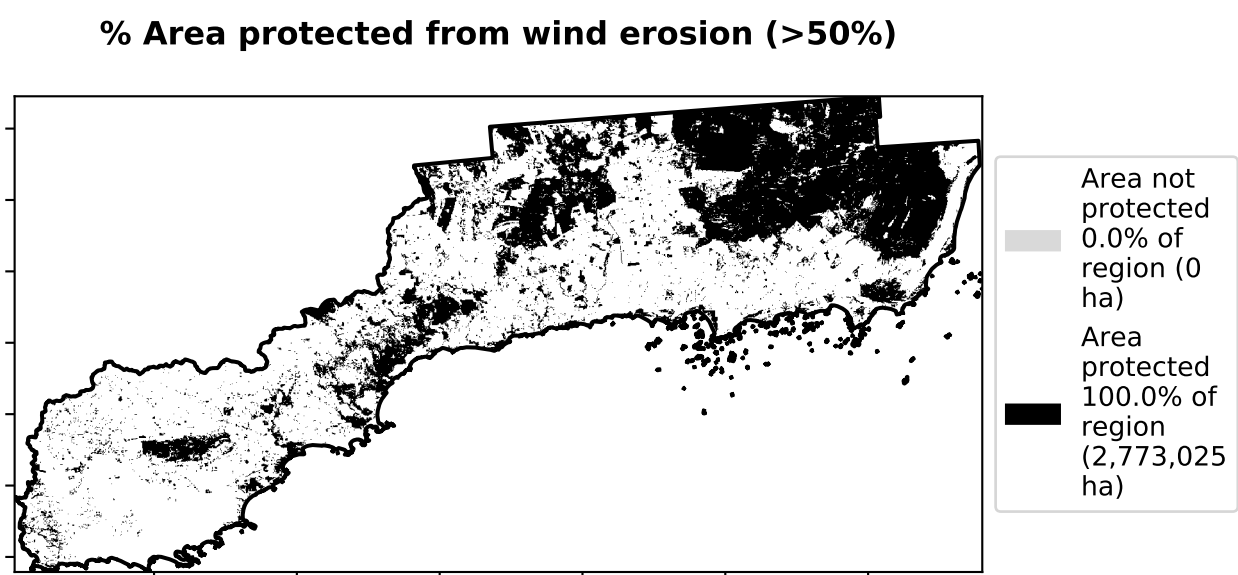 % Area protected from wind erosion (>50%)
Area not
protected
0.0% of
region (0
ha)
Area
protected
100.0% of
region
(2,773,025
ha)